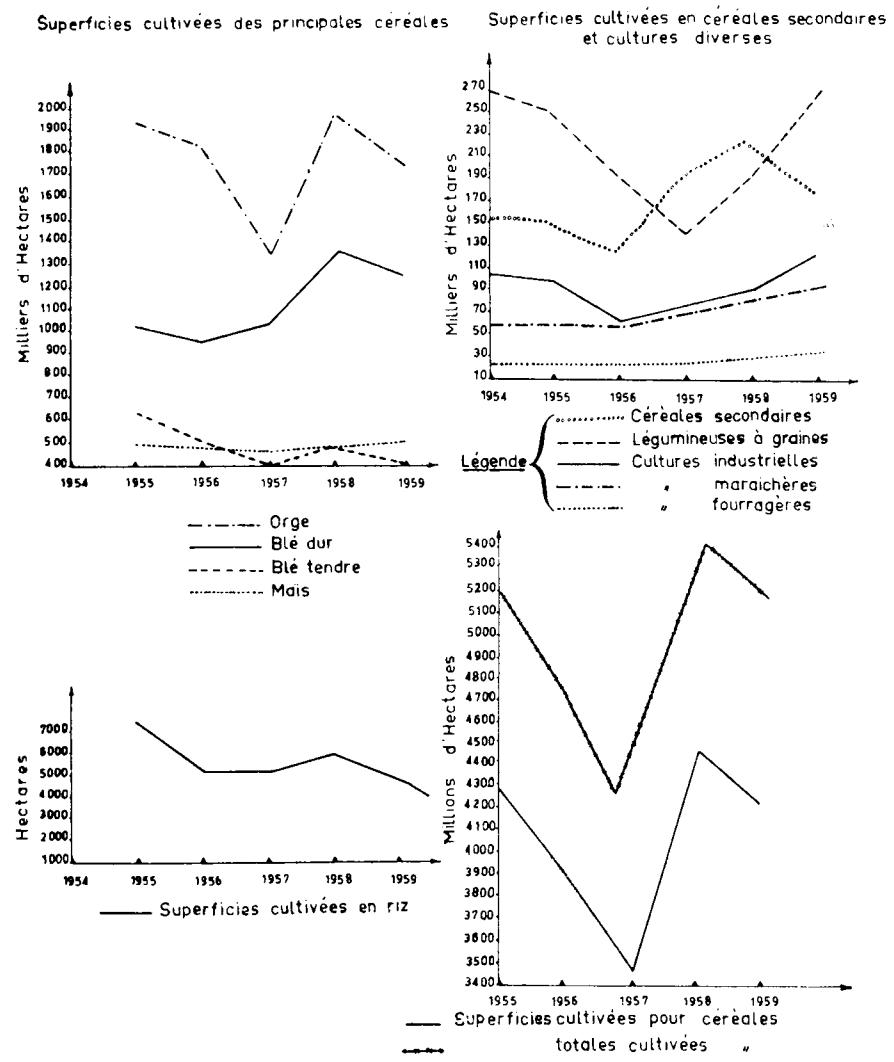 Superficies cultivées des principales céréales
Milliers d'Hectares
2000
1900
1800
1700
1600
1500
1400
1300
1200
1100
1000
900
800
700
600
500
400
1954 1955 1956 1957 1958 1959
Orge
Blé dur
Blé tendre
Maïs
Superficies cultivées en céréales secondaires
et cultures diverses
Milliers d'Hectares
270
250
230
210
190
170
150
130
110
90
70
50
30
10
1954 1955 1956 1957 1958 1959
Légende
Céréales secondaires
Légumineuses à graines
Cultures industrielles
" maraichères
" fourragères
Hectares
7000
6000
5000
4000
3000
2000
1000
1954 1955 1956 1957 1958 1959
Superficies cultivées en riz
Millians d'Hectares
5400
5300
5200
5100
5000
4900
4800
4700
4600
4500
4400
4300
4200
4100
4000
3900
3800
3700
3600
3500
3400
1955 1956 1957 1958 1959
Superficies cultivées pour céréales
totales cultivées "